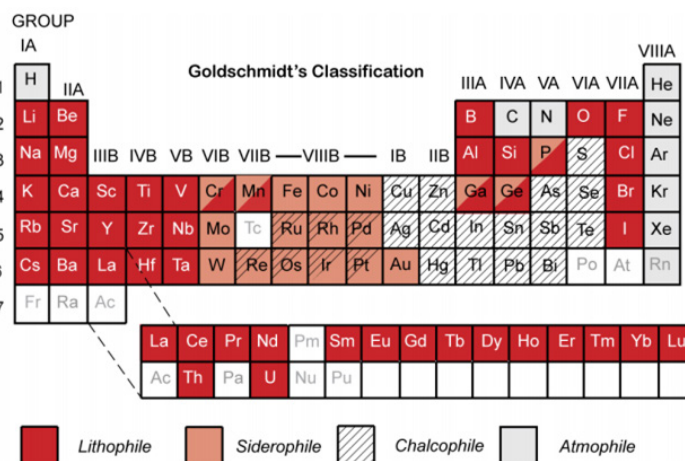 GROUP
IA
VIIIA
Goldschmidt's Classification
H
IIA
IIIA IVA VA VIA VIIA
He
2 Li Be B C N O F Ne
3 Na Mg IIIB IVB VB VIB VIIB VIIIB IB IIB Al Si P S Cl Ar
4 K Ca Sc Ti V Cr Mn Fe Co Ni Cu Zn Ga Ge As Se Br Kr
5 Rb Sr Y Zr Nb Mo Tc Ru Rh Pd Ag Cd In Sn Sb Te I Xe
6 Cs Ba La Hf Ta W Re Os Ir Pt Au Hg Tl Pb Bi Po At Rn
7 Fr Ra Ac
La Ce Pr Nd Pm Sm Eu Gd Tb Dy Ho Er Tm Yb Lu
Ac Th Pa U Nu Pu
Lithophile Siderophile Chalcophile Atmophile